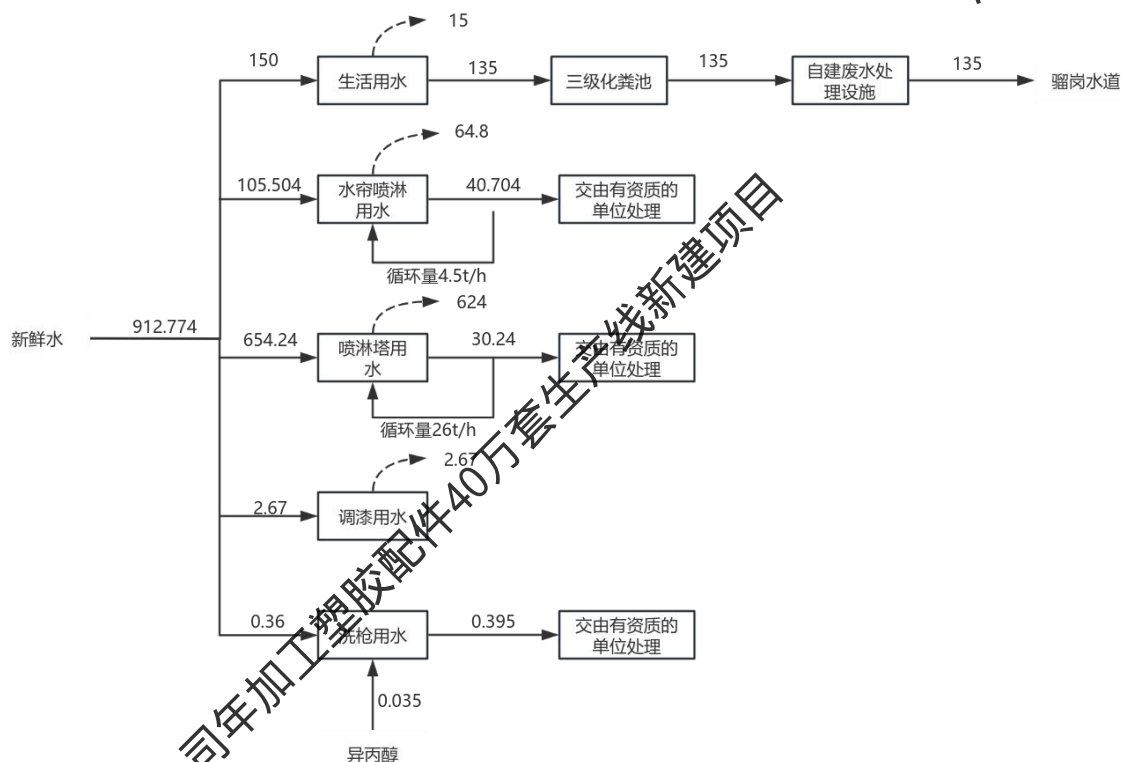 15
150
生活用水
135
三级化粪池
135
自建废水处
理设施
135
骝岗水道
64.8
105.504
水帘喷淋
用水
40.704
交由有资质的
单位处理
循环量4.5t/h
新鲜水
912.774
624
654.24
喷淋塔用
水
30.24
交由有资质的
单位处理
循环量26t/h
2.67
2.67
调漆用水
0.36
洗枪用水
0.395
交由有资质的
单位处理
0.035
异丙醇
司年加工塑胶配件40万套生产线新建项目